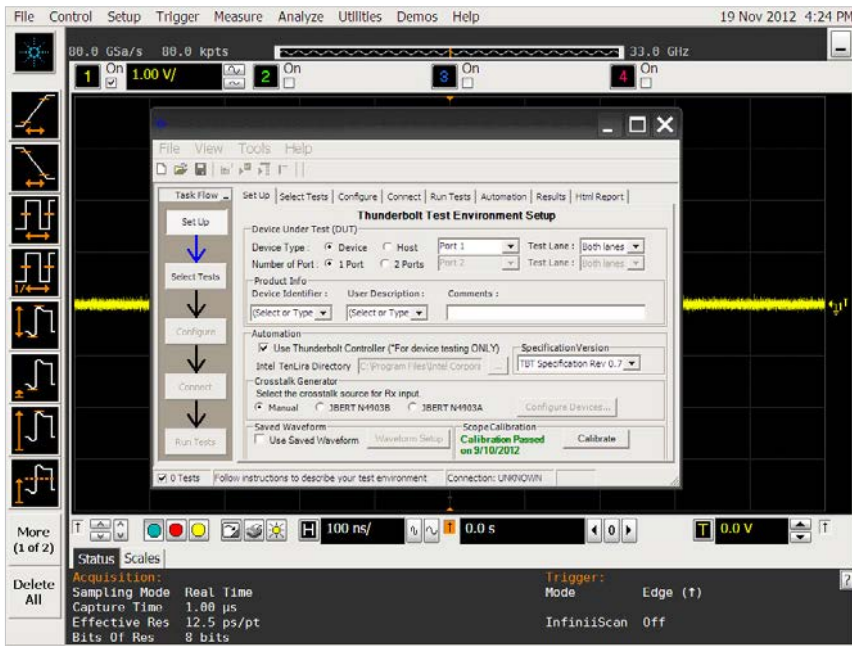 File Control Setup Trigger Measure Analyze Utilities Demos Help 19 Nov 2012 4:24 PM
80.0 GSa/s 80.0 kpts 33.0 GHz
1 On 1.00 V/ 2 On 3 On 4 On
File View Tools Help
Task Flow Set Up Select Tests Configure Connect Run Tests Automation Results Html Report
Thunderbolt Test Environment Setup
Set Up
Device Under Test (DUT)
Device Type : Device Host Port 1 Test Lane : Both lanes
Number of Port : 1 Port 2 Ports Port 2 Test Lane : Both lanes
Select Tests
Product Info
Device Identifier : User Description : Comments :
(Select or Type (Select or Type
Configure
Automation
Use Thunderbolt Controller (*For device testing ONLY) SpecificationVersion
Intel TenLira Directory C:\Program Files\Intel Corpora ... TBT Specification Rev 0.7
Connect
Crosstalk Generator
Select the crosstalk source for Rx input.
Manual JBERT N4903B JBERT N4903A Configure Devices...
Run Tests
Saved Waveform ScopeCalibration
Use Saved Waveform Waveform Setup Calibration Passed Calibrate
on 9/10/2012
0 Tests Follow instructions to describe your test environment Connection: UNKNOWN
More
(1 of 2)
H 100 ns/ 0.0 s 0 T 0.0 V
Delete
All
Status Scales
Acquisition: Trigger: ?
Sampling Mode Real Time Mode Edge (↑)
Capture Time 1.00 µs
Effective Res 12.5 ps/pt InfiniiScan Off
Bits Of Res 8 bits